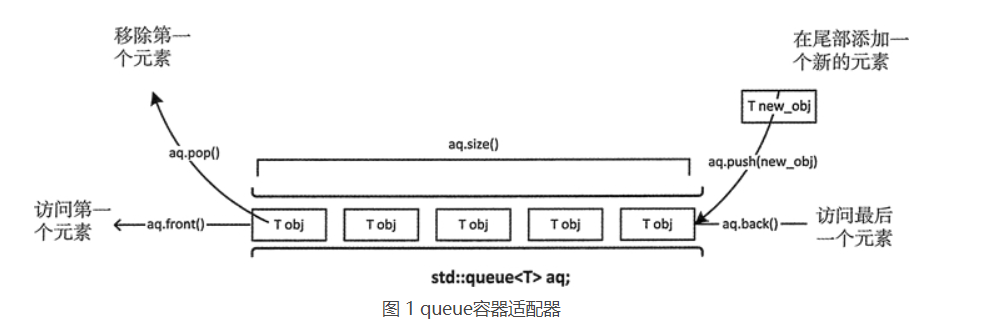 移除第一
个元素
在尾部添加一
个新的元素
T new_obj
aq.size()
aq.pop()
aq.push(new_obj)
访问第一
个元素
aq.front()
T obj
T obj
T obj
T obj
T obj
aq.back()
访问最后
一个元素
std::queue<T> aq;
图 1 queue容器适配器